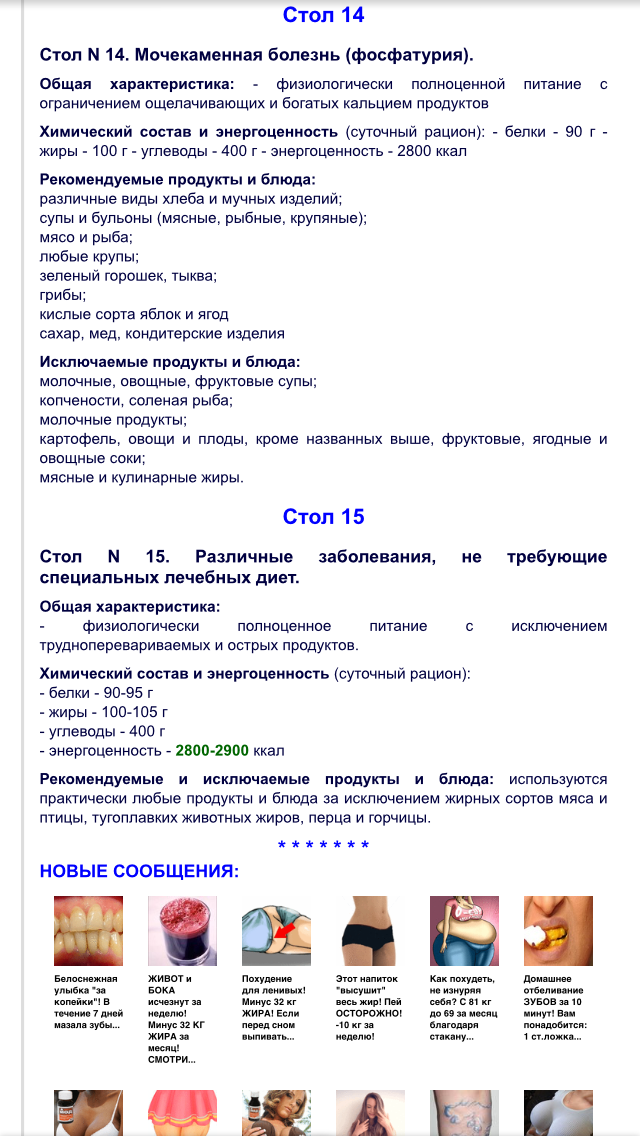 Стол 14
Стол N 14. Мочекаменная болезнь (фосфатурия).
Общая характеристика: - физиологически полноценной питание с
ограничением ощелачивающих и богатых кальцием продуктов
Химический состав и энергоценность (суточный рацион): - белки - 90 г -
жиры - 100 г - углеводы - 400 г - энергоценность - 2800 ккал
Рекомендуемые продукты и блюда:
различные виды хлеба и мучных изделий;
супы и бульоны (мясные, рыбные, крупяные);
мясо и рыба;
любые крупы;
зеленый горошек, тыква;
грибы;
кислые сорта яблок и ягод
сахар, мед, кондитерские изделия
Исключаемые продукты и блюда:
молочные, овощные, фруктовые супы;
копчености, соленая рыба;
молочные продукты;
картофель, овощи и плоды, кроме названных выше, фруктовые, ягодные и
овощные соки;
мясные и кулинарные жиры.
Стол 15
Стол N 15. Различные заболевания, не требующие
специальных лечебных диет.
Общая характеристика:
- физиологически полноценное питание с исключением
трудноперевариваемых и острых продуктов.
Химический состав и энергоценность (суточный рацион):
- белки - 90-95 г
- жиры - 100-105 г
- углеводы - 400 г
- энергоценность - 2800-2900 ккал
Рекомендуемые и исключаемые продукты и блюда: используются
практически любые продукты и блюда за исключением жирных сортов мяса и
птицы, тугоплавких животных жиров, перца и горчицы.
* * * * * * *
НОВЫЕ СООБЩЕНИЯ:
Белоснежная
улыбка "за
копейки"! В
течение 7 дней
мазала зубы...
ЖИВОТ и
БОКА
исчезнут за
неделю!
Минус 32 КГ
ЖИРА за
месяц!
СМОТРИ...
Похудение
для ленивых!
Минус 32 кг
ЖИРА! Если
перед сном
выпивать...
Этот напиток
"высушит"
весь жир! Пей
ОСТОРОЖНО!
-10 кг за
неделю!
Как похудеть,
не изнуряя
себя? С 81 кг
до 69 за месяц
благодаря
стакану...
Домашнее
отбеливание
ЗУБОВ за 10
минут! Вам
понадобится:
1 ст.ложка...